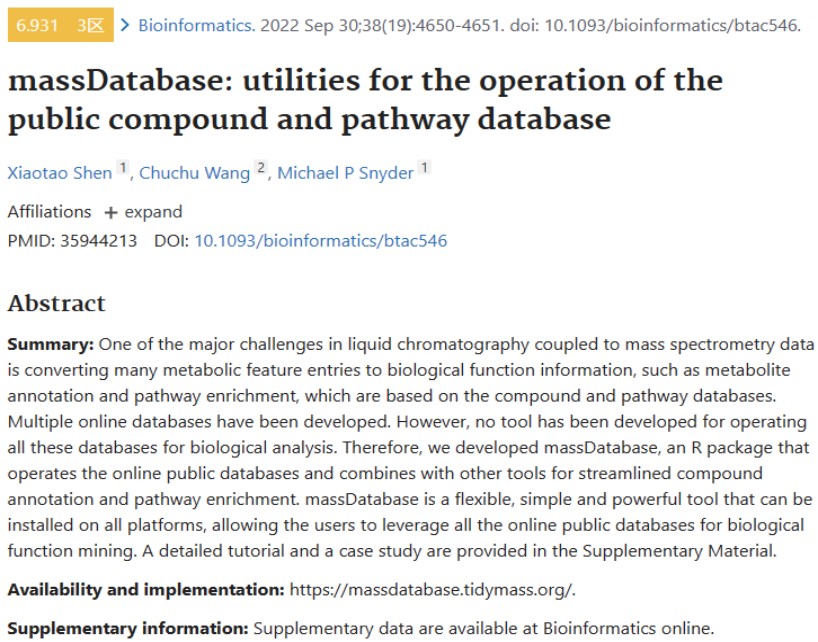 6.931 3区 > Bioinformatics. 2022 Sep 30;38(19):4650-4651. doi: 10.1093/bioinformatics/btac546.
massDatabase: utilities for the operation of the
public compound and pathway database
Xiaotao Shen 1, Chuchu Wang 2, Michael P Snyder 1
Affiliations + expand
PMID: 35944213 DOI: 10.1093/bioinformatics/btac546
Abstract
Summary: One of the major challenges in liquid chromatography coupled to mass spectrometry data
is converting many metabolic feature entries to biological function information, such as metabolite
annotation and pathway enrichment, which are based on the compound and pathway databases.
Multiple online databases have been developed. However, no tool has been developed for operating
all these databases for biological analysis. Therefore, we developed massDatabase, an R package that
operates the online public databases and combines with other tools for streamlined compound
annotation and pathway enrichment. massDatabase is a flexible, simple and powerful tool that can be
installed on all platforms, allowing the users to leverage all the online public databases for biological
function mining. A detailed tutorial and a case study are provided in the Supplementary Material.
Availability and implementation: https://massdatabase.tidymass.org/.
Supplementary information: Supplementary data are available at Bioinformatics online.